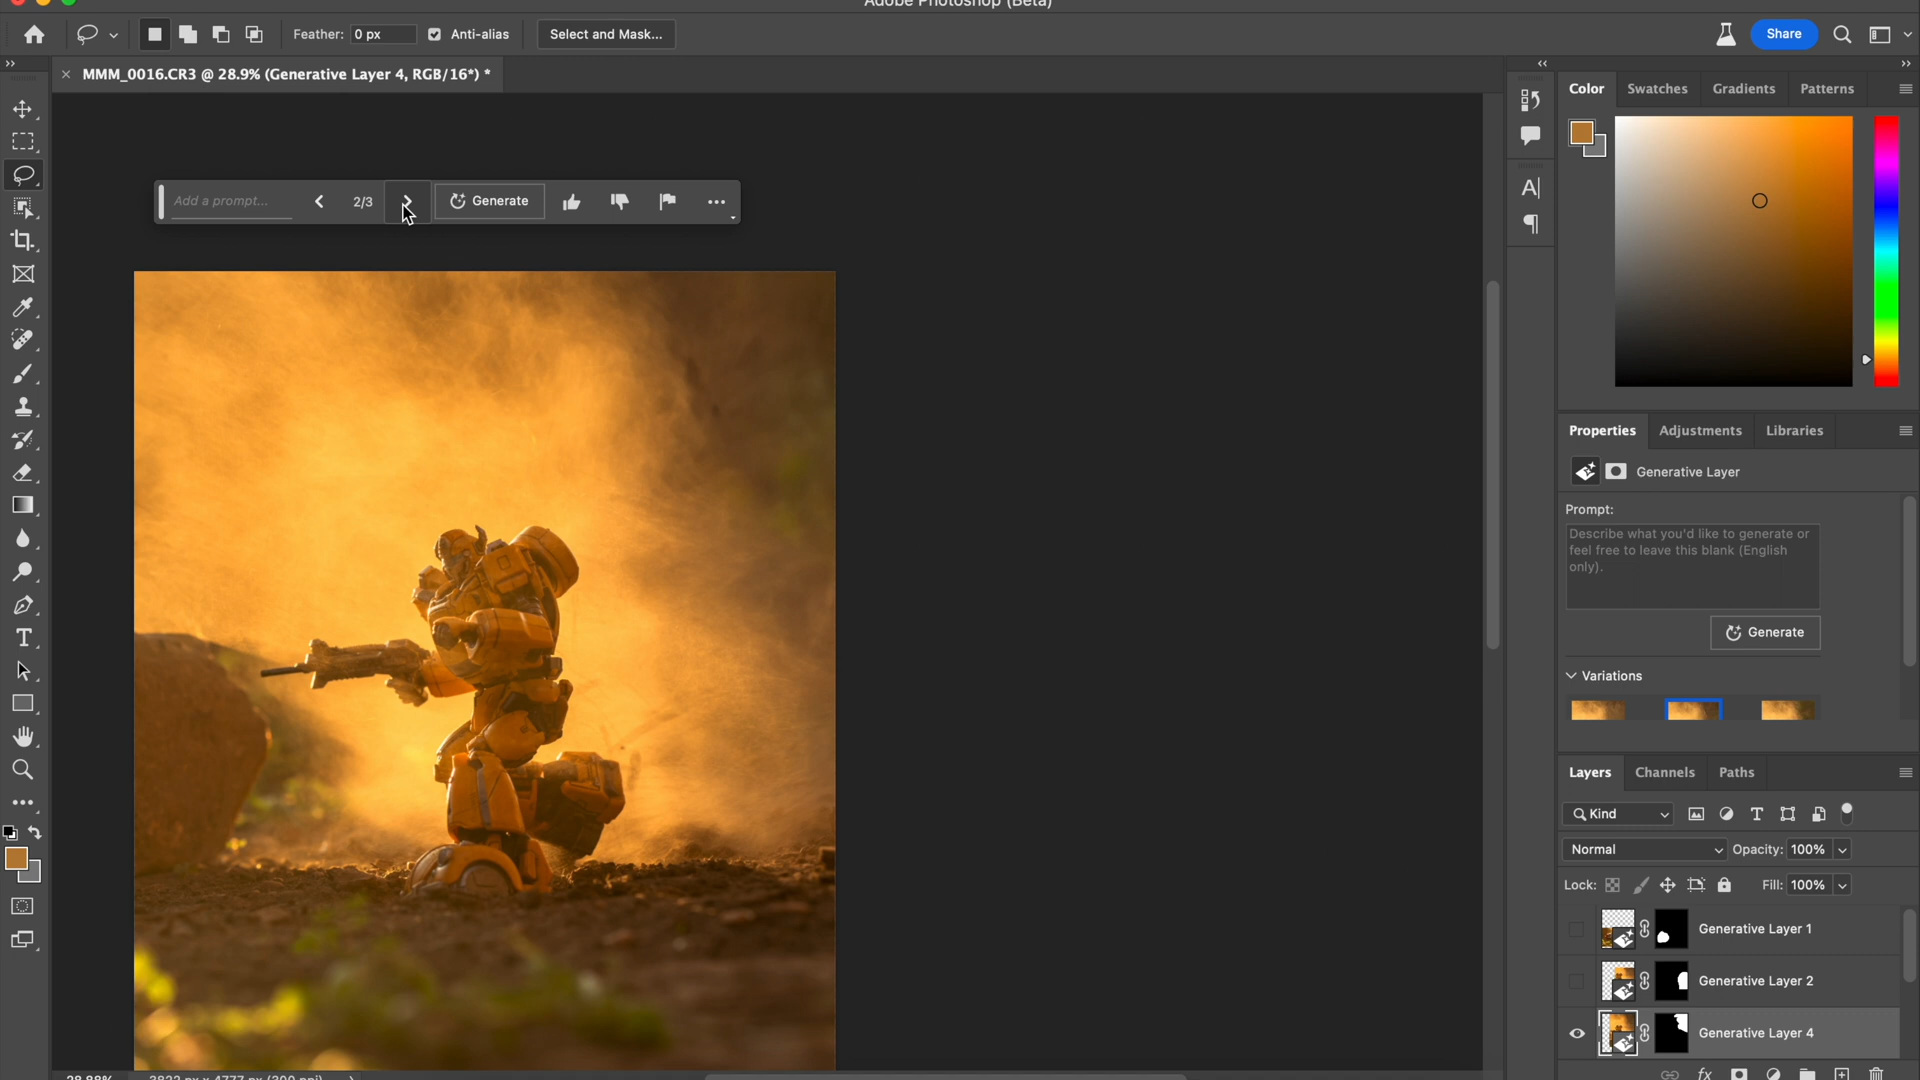 Adobe Photoshop (Beta)
Feather: 0 px
Anti-alias
Select and Mask...
Share
MMM_0016.CR3 @ 28.9% (Generative Layer 4, RGB/16*) *
Add a prompt...
2/3
Generate
Color
Swatches
Gradients
Patterns
Properties
Adjustments
Libraries
Generative Layer
Prompt:
Describe what you'd like to generate or
feel free to leave this blank (English
only).
Generate
Variations
Layers
Channels
Paths
Kind
Normal
Opacity: 100%
Lock:
Fill: 100%
Generative Layer 1
Generative Layer 2
Generative Layer 4
28.88%
3822 px x 4777 px (300 ppi)